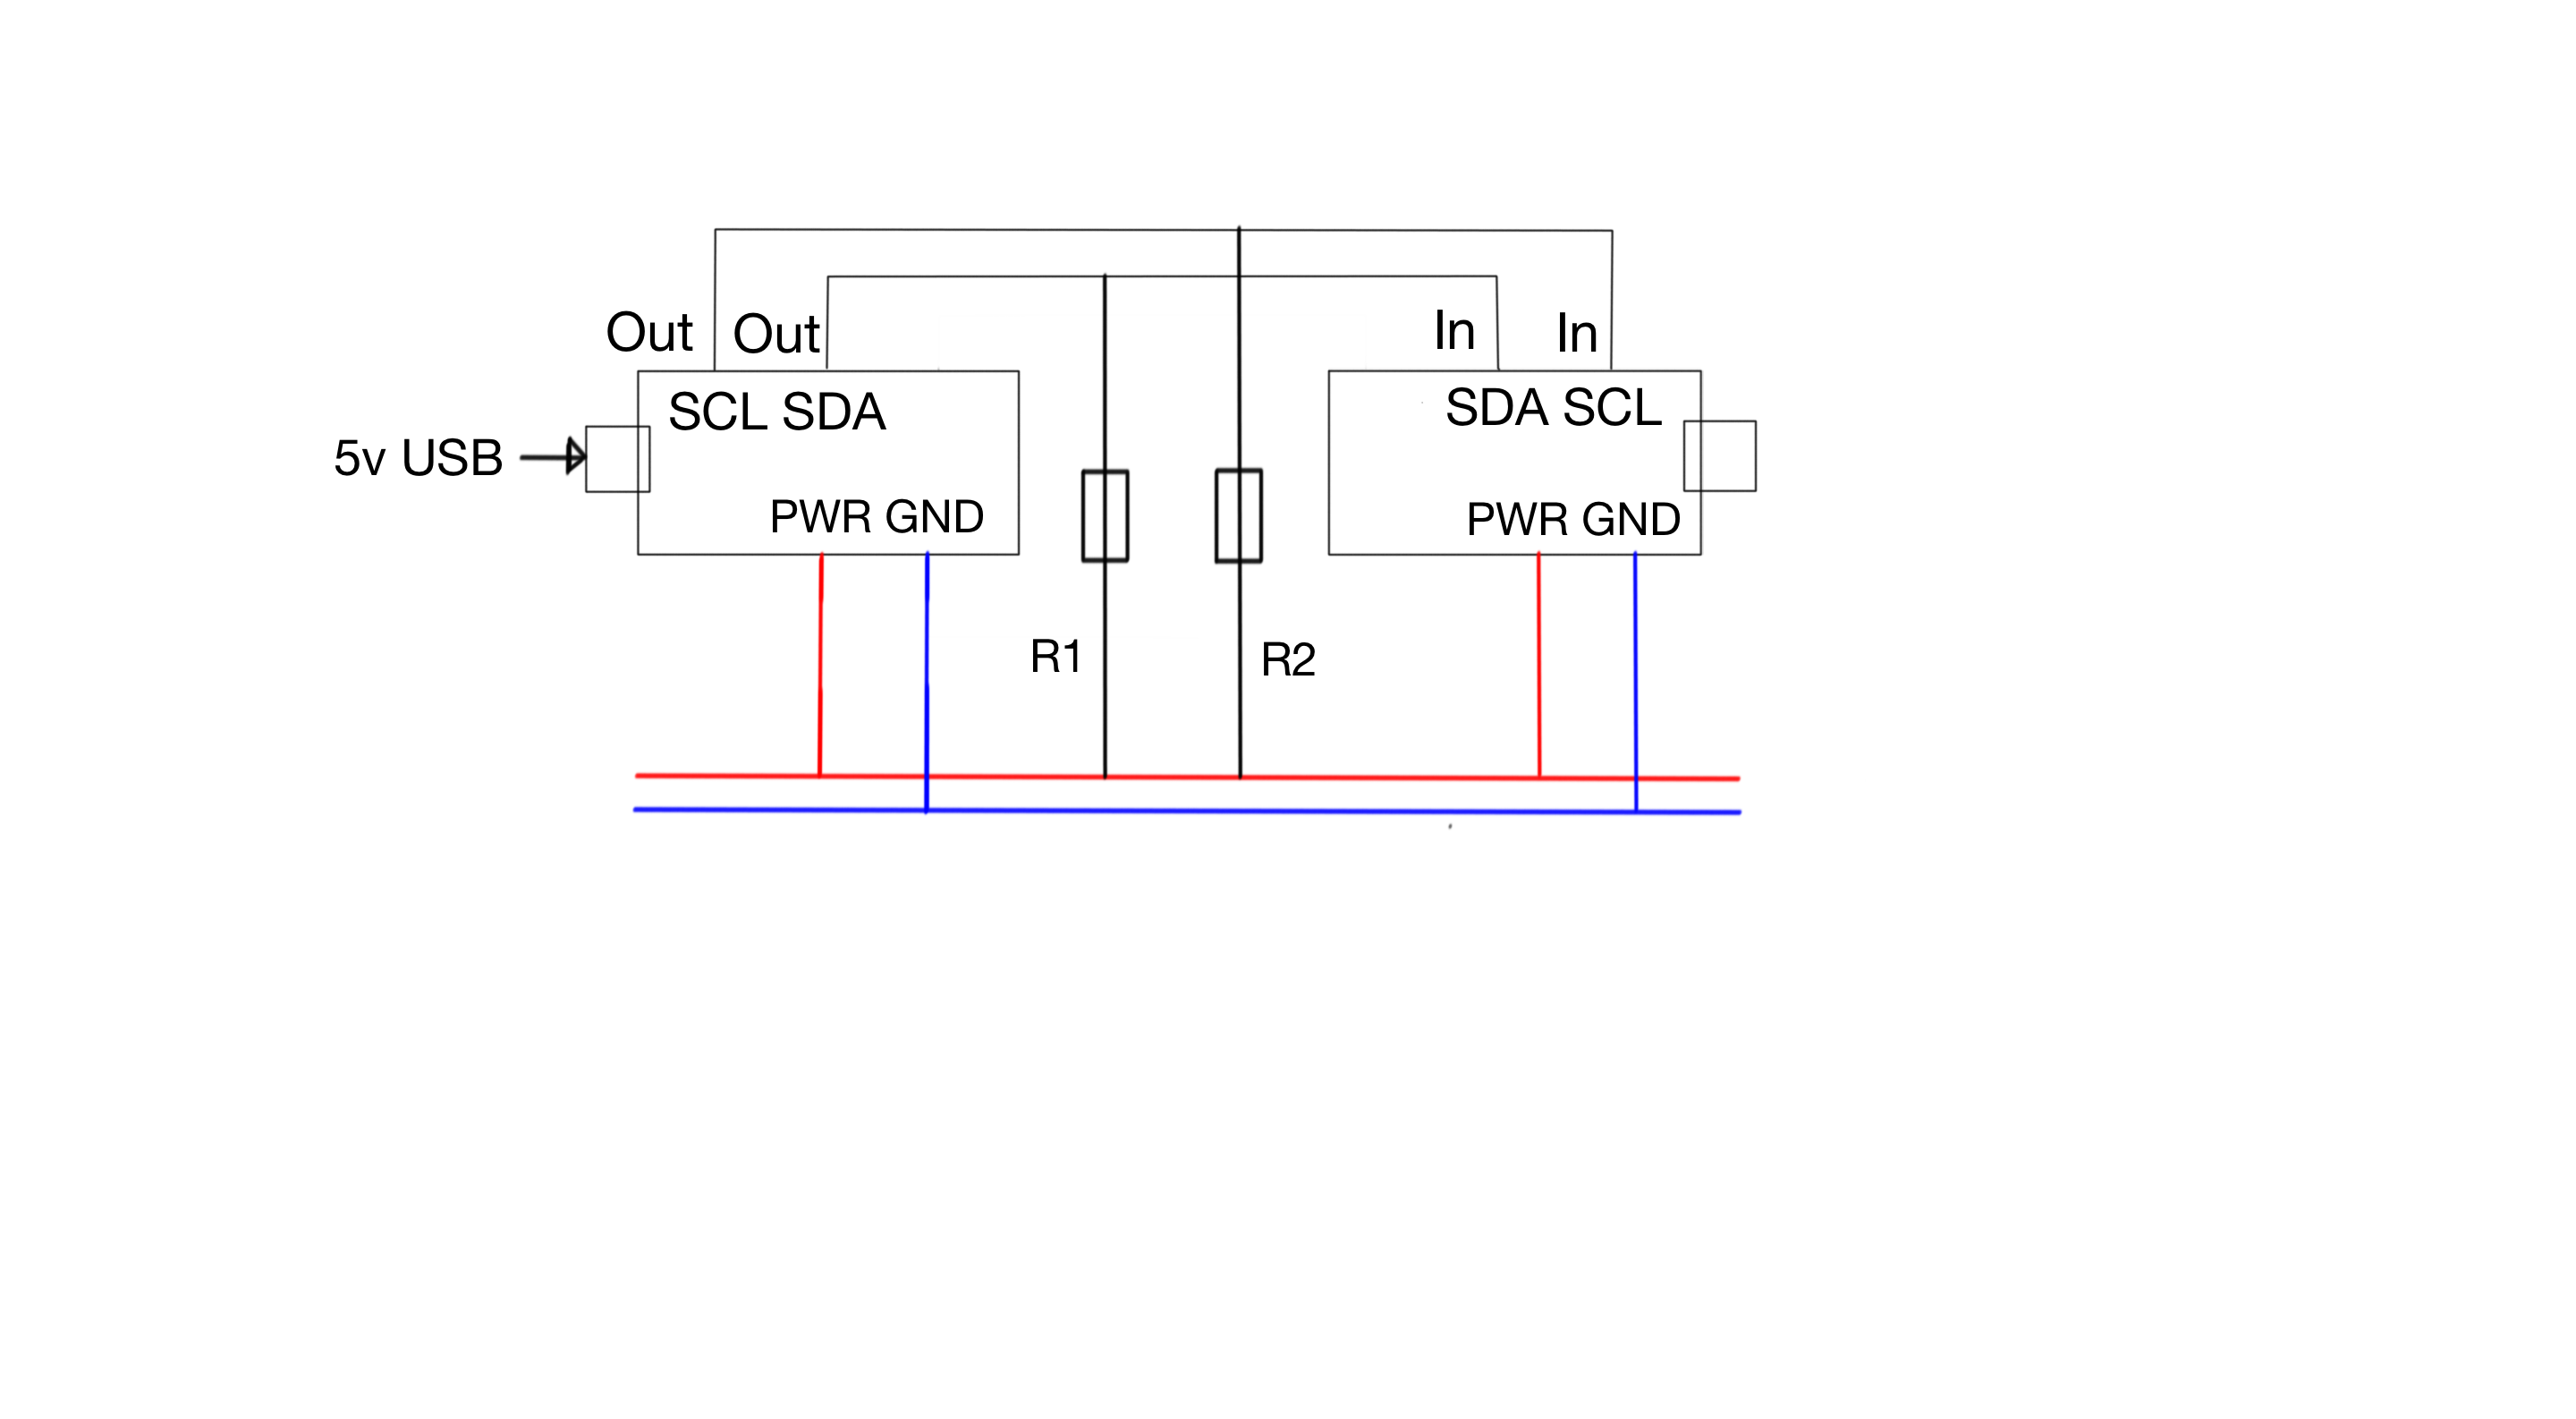 Out Out In In
SCL SDA SDA SCL
5v USB
PWR GND PWR GND
R1 R2